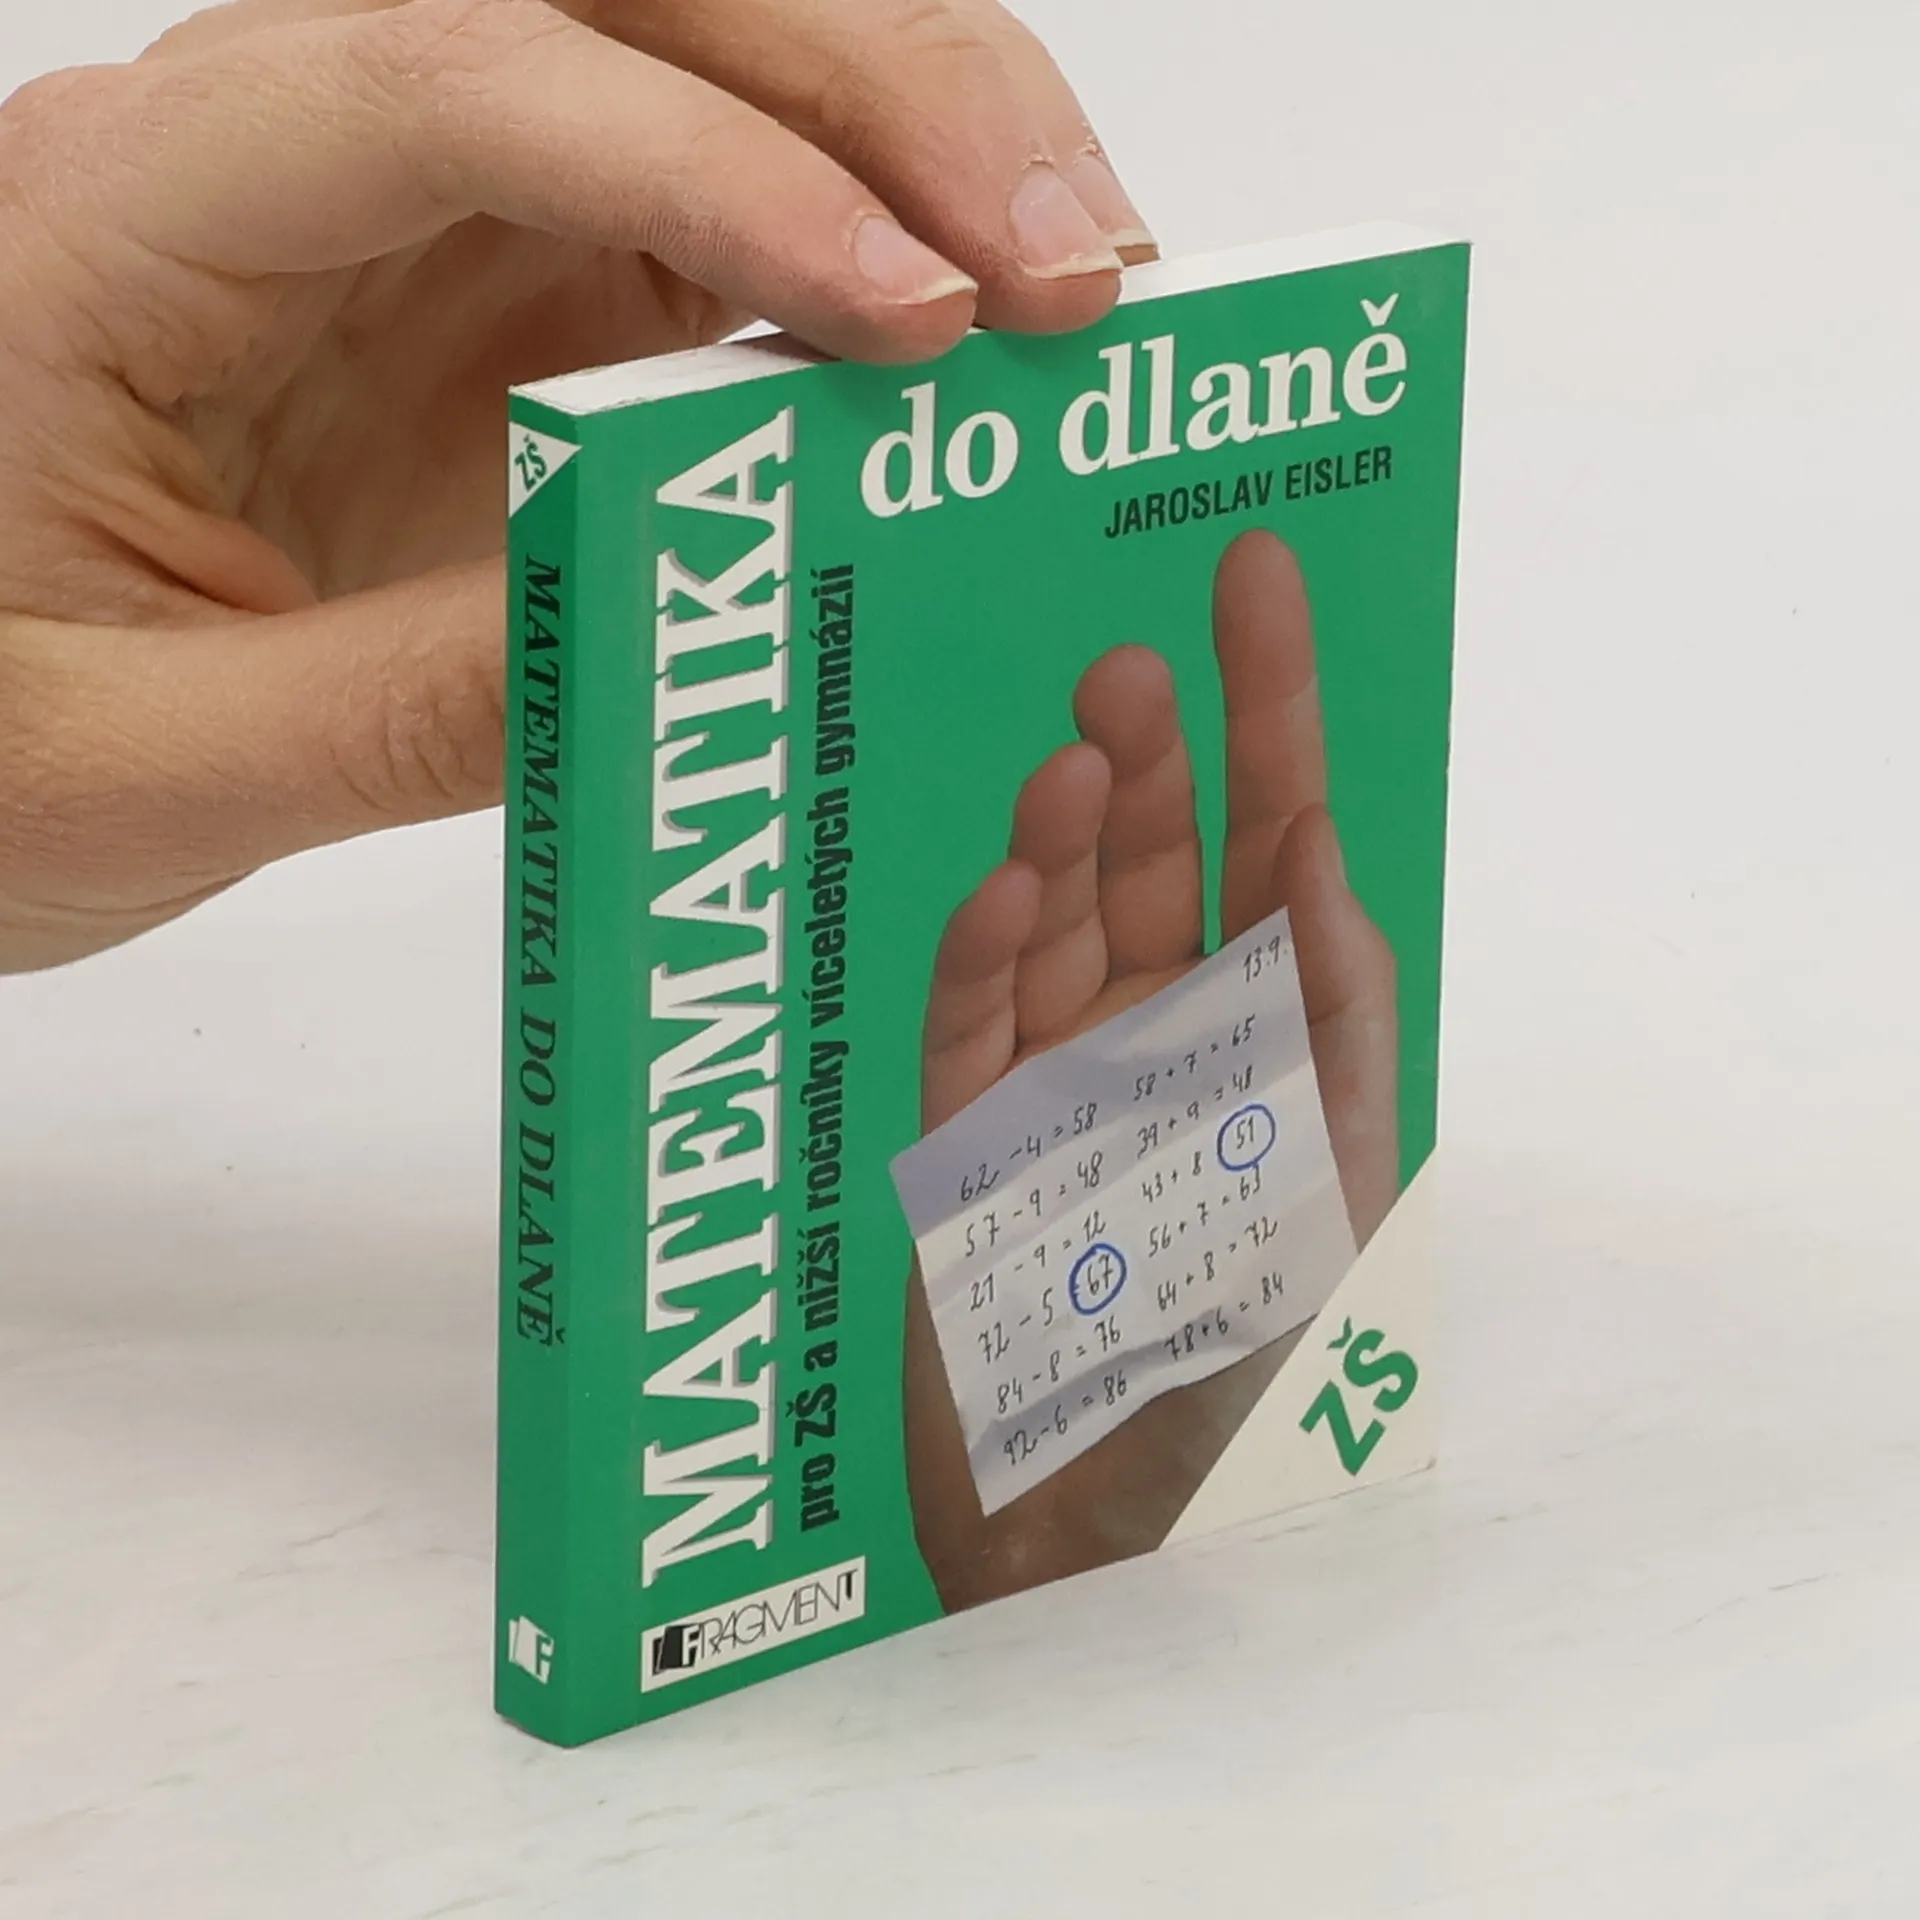 ZŠ
MATEMATIKA DO DLANĚ
F
MATEMATIKA
do dlaně
JAROSLAV EISLER
pro ZŠ a nižší ročníky víceletých gymnázií
13.9.
62 - 4 = 58
57 - 9 = 48
21 - 9 = 12
72 - 5 = 67
84 - 8 = 76
92 - 6 = 86
58 + 7 = 65
39 + 9 = 48
43 + 8 = 51
56 + 7 = 63
64 + 8 = 72
78 + 6 = 84
ZŠ
FRAGMENT